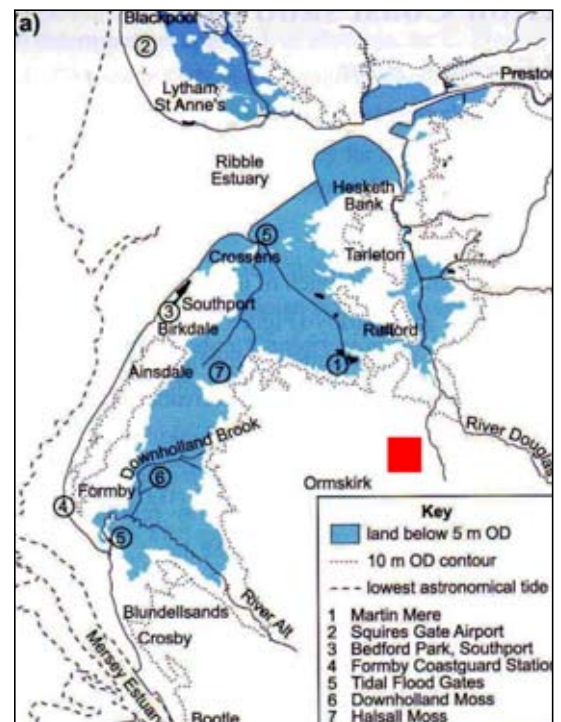 (a)
Blackpool
2
Preston
Lytham
St Anne's
Ribble
Estuary
Hesketh
Bank
5
Crossens
Tarleton
Southport
3
Birkdale
Rufford
Ainsdale
7
1
River Douglas
Downholland Brook
6
Ormskirk
Formby
4
5
Key
land below 5 m OD
10 m OD contour
lowest astronomical tide
River Alt
Blundellsands
Crosby
Mersey Estuary
Bootle
1 Martin Mere
2 Squires Gate Airport
3 Bedford Park, Southport
4 Formby Coastguard Station
5 Tidal Flood Gates
6 Downholland Moss
7 Halsall Moss